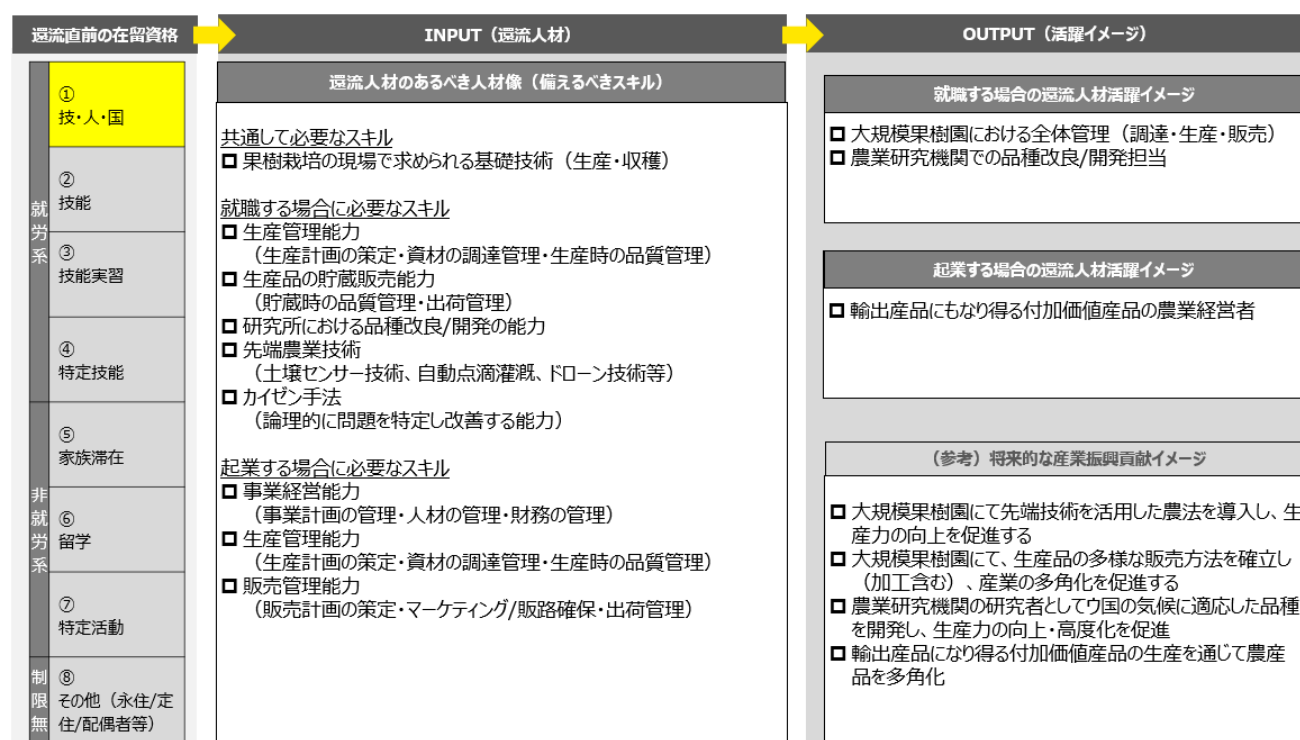 還流直前の在留資格
就労系
①
技・人・国
②
技能
③
技能実習
④
特定技能
非就労系
⑤
家族滞在
⑥
留学
⑦
特定活動
制限無
⑧
その他（永住/定
住/配偶者等）
INPUT（還流人材）
還流人材のあるべき人材像（備えるべきスキル）
共通して必要なスキル
果樹栽培の現場で求められる基礎技術（生産・収穫）
就職する場合に必要なスキル
生産管理能力
（生産計画の策定・資材の調達管理・生産時の品質管理）
生産品の貯蔵販売能力
（貯蔵時の品質管理・出荷管理）
研究所における品種改良/開発の能力
先端農業技術
（土壌センサー技術、自動点滴灌漑、ドローン技術等）
カイゼン手法
（論理的に問題を特定し改善する能力）
起業する場合に必要なスキル
事業経営能力
（事業計画の管理・人材の管理・財務の管理）
生産管理能力
（生産計画の策定・資材の調達管理・生産時の品質管理）
販売管理能力
（販売計画の策定・マーケティング/販路確保・出荷管理）
OUTPUT（活躍イメージ）
就職する場合の還流人材活躍イメージ
大規模果樹園における全体管理（調達・生産・販売）
農業研究機関での品種改良/開発担当
起業する場合の還流人材活躍イメージ
輸出産品にもなり得る付加価値産品の農業経営者
（参考）将来的な産業振興貢献イメージ
大規模果樹園にて先端技術を活用した農法を導入し、生
産力の向上を促進する
大規模果樹園にて、生産品の多様な販売方法を確立し
（加工含む）、産業の多角化を促進する
農業研究機関の研究者としてウ国の気候に適応した品種
を開発し、生産力の向上・高度化を促進
輸出産品になり得る付加価値産品の生産を通じて農産
品を多角化